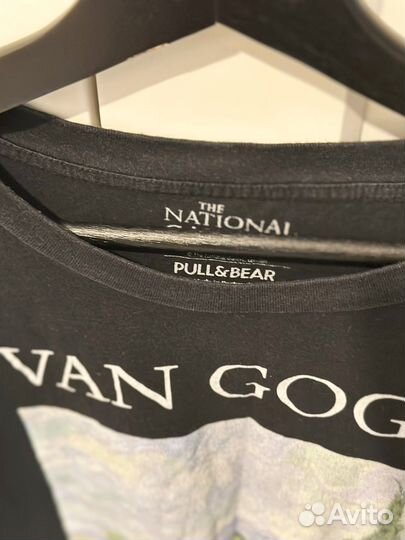 THE
NATIONAL
PULL&BEAR
VAN GOG
Avito